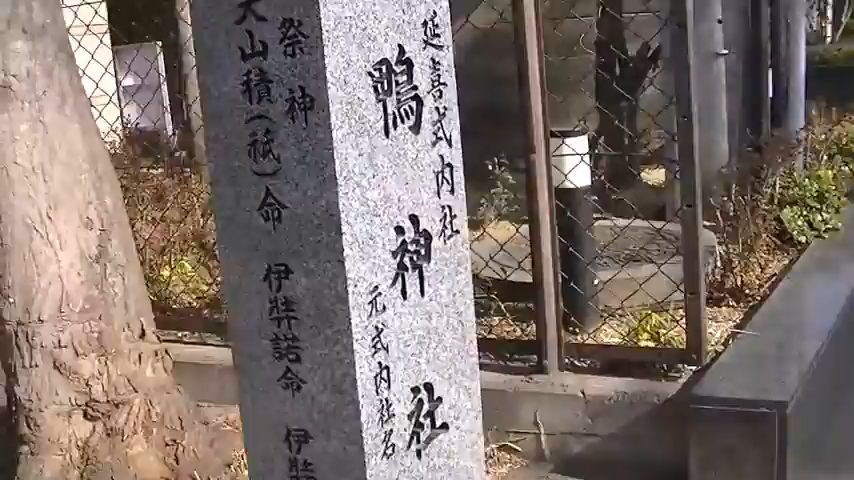 延喜式内社
鴨神社
元式内社名
祭神
大山積(祇)命 伊弉諾命 伊弉